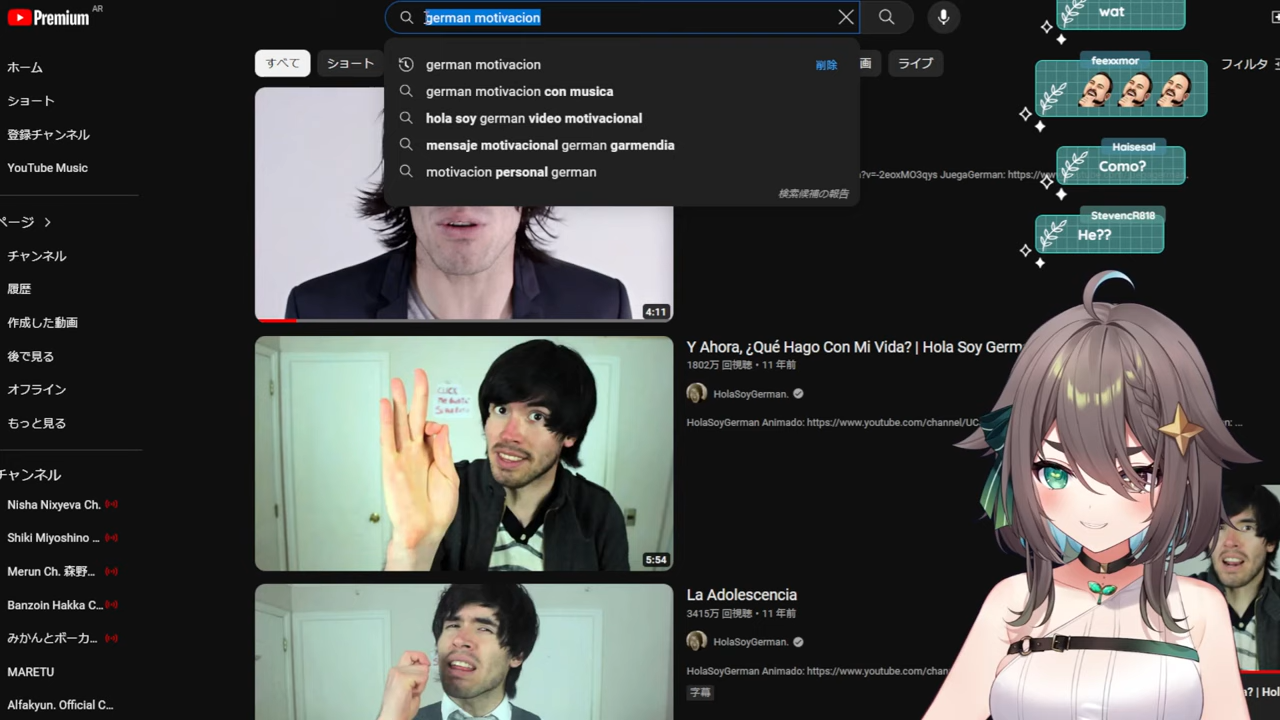 Premium AR
german motivacion
german motivacion
削除
german motivacion con musica
hola soy german video motivacional
mensaje motivacional german garmendia
motivacion personal german
検索候補の報告
すべて
ショート
画
ライブ
フィルタ
ホーム
ショート
登録チャンネル
YouTube Music
ページ
チャンネル
履歴
作成した動画
後で見る
オフライン
もっと見る
チャンネル
Nisha Nixyeva Ch.
Shiki Miyoshino ...
Merun Ch. 森野...
Banzoin Hakka C...
みかんとポーカ...
MARETU
Alfakyun. Official C...
4:11
?v=-2eoxMO3qys JuegaGerman: https://
CLICK
5:54
Y Ahora, ¿Qué Hago Con Mi Vida? | Hola Soy Germ
1802万 回視聴・11 年前
HolaSoyGerman.
HolaSoyGerman Animado: https://www.youtube.com/channel/UC
...
La Adolescencia
3415万 回視聴・11 年前
HolaSoyGerman.
HolaSoyGerman Animado: https://www.youtube.com/chan
字幕
wat
feexxmor
Haisesal
Como?
StevencR818
He??
a? | Hol